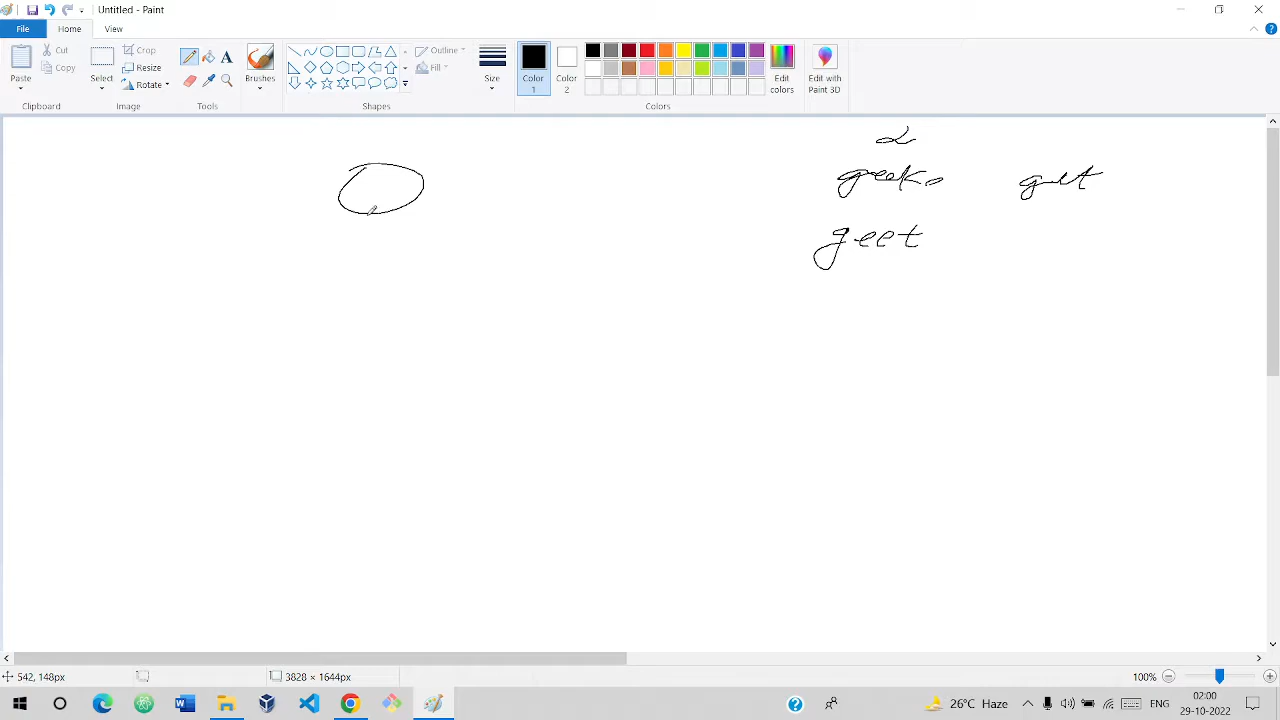 Untitled - Paint
File Home View
Paste Cut Copy Select Crop Resize Rotate Brushes Outline Fill Size Color 1 Color 2 Edit colors Edit with Paint 3D
Clipboard Image Tools Shapes Colors
geeks
geet
542, 148px 3828 × 1644px 100%
26°C Haze ENG 02:00 29-10-2022